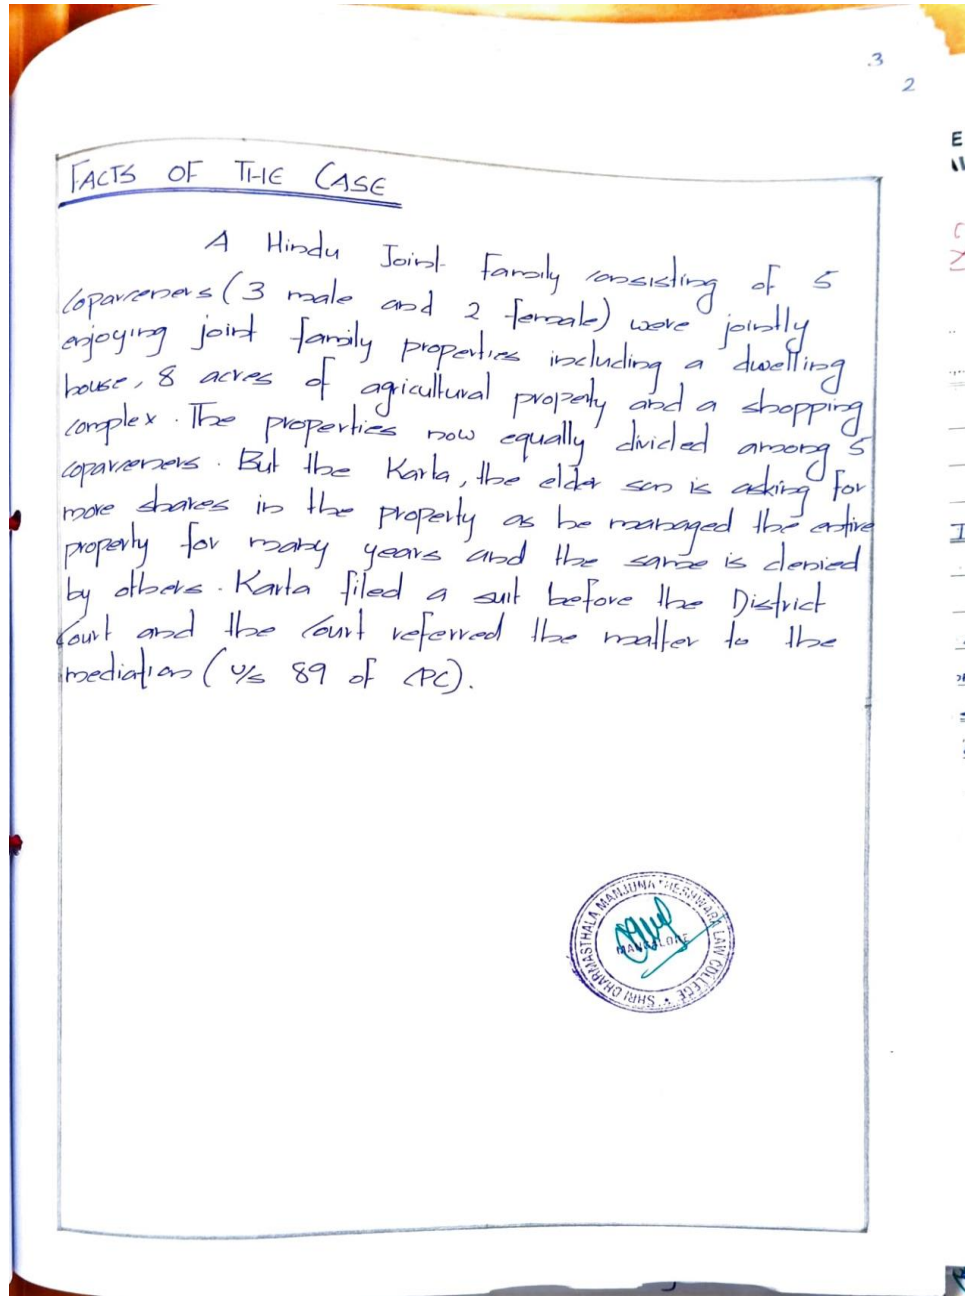 .3
2
FACTS OF THE CASE
A Hindu Joint Family consisting of 5
coparceners (3 male and 2 female) were jointly
enjoying joint family properties including a dwelling
house, 8 acres of agricultural property and a shopping
complex. The properties now equally divided among 5
coparceners. But the Karta, the elder son is asking for
more shares in the property as he managed the entire
property for many years and the same is denied
by others. Karta filed a suit before the District
Court and the Court referred the matter to the
mediation (u/s 89 of CPC).
SHRI DHARMASTHALA MANJUNATHESHWARA LAW COLLEGE
MANGALORE